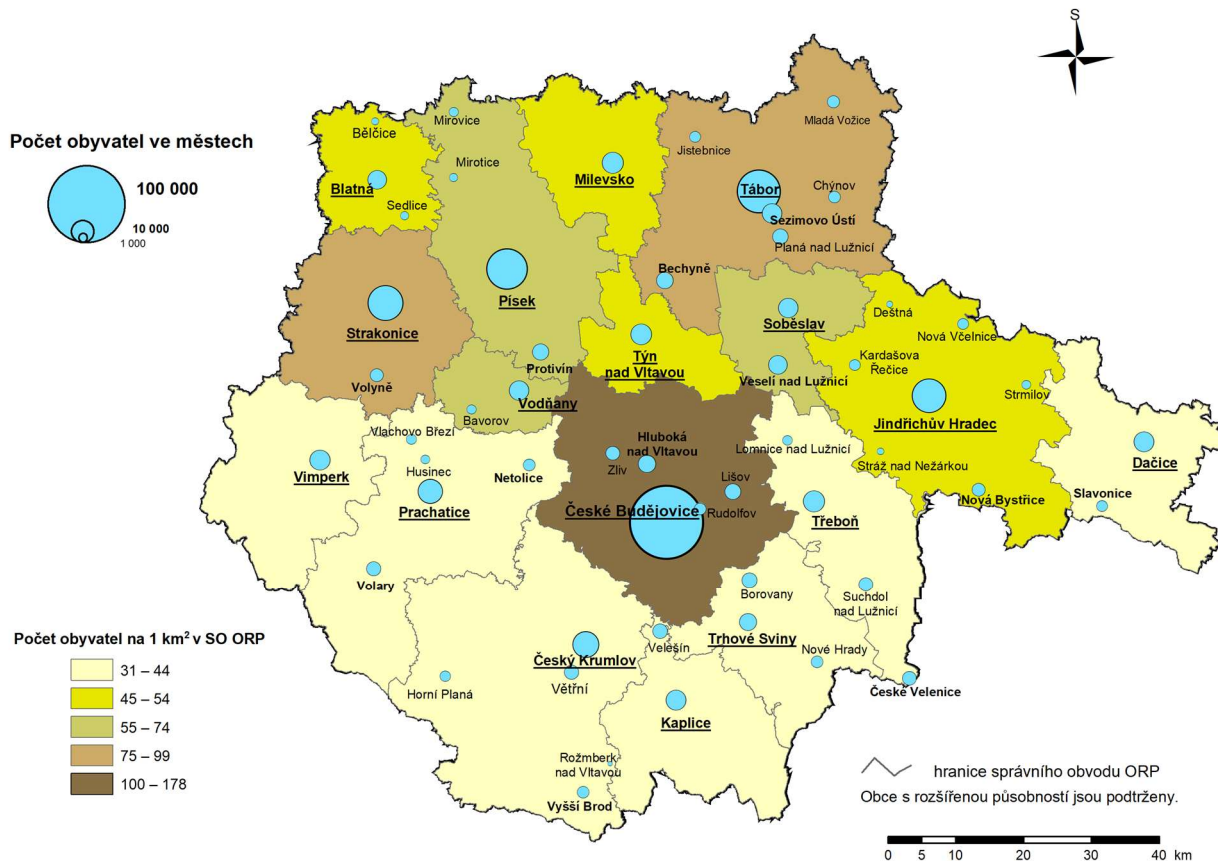 S
Počet obyvatel ve městech
100 000
10 000
1 000
Mirovice
Bělčice
Mladá Vožice
Jistebnice
Mirotice
Blatná
Milevsko
Tábor
Chýnov
Sedlice
Sezimovo Ústí
Planá nad Lužnicí
Bechyně
Písek
Strakonice
Soběslav
Deštná
Nová Včelnice
Týn
nad Vltavou
Protivín
Veselí nad Lužnicí
Kardašova
Řečice
Volyně
Vodňany
Strmilov
Bavorov
Jindřichův Hradec
Vlachovo Březí
Hluboká
nad Vltavou
Lomnice nad Lužnicí
Stráž nad Nežárkou
Dačice
Vimperk
Husinec
Netolice
Zliv
Lišov
Nová Bystřice
Slavonice
Prachatice
České Budějovice
Rudolfov
Třeboň
Volary
Borovany
Suchdol
nad Lužnicí
Velešín
Trhové Sviny
Český Krumlov
Větřní
Nové Hrady
Horní Planá
České Velenice
Kaplice
Rožmberk
nad Vltavou
Vyšší Brod
Počet obyvatel na 1 km² v SO ORP
31 – 44
45 – 54
55 – 74
75 – 99
100 – 178
hranice správního obvodu ORP
Obce s rozšířenou působností jsou podtrženy.
0 5 10 20 30 40 km